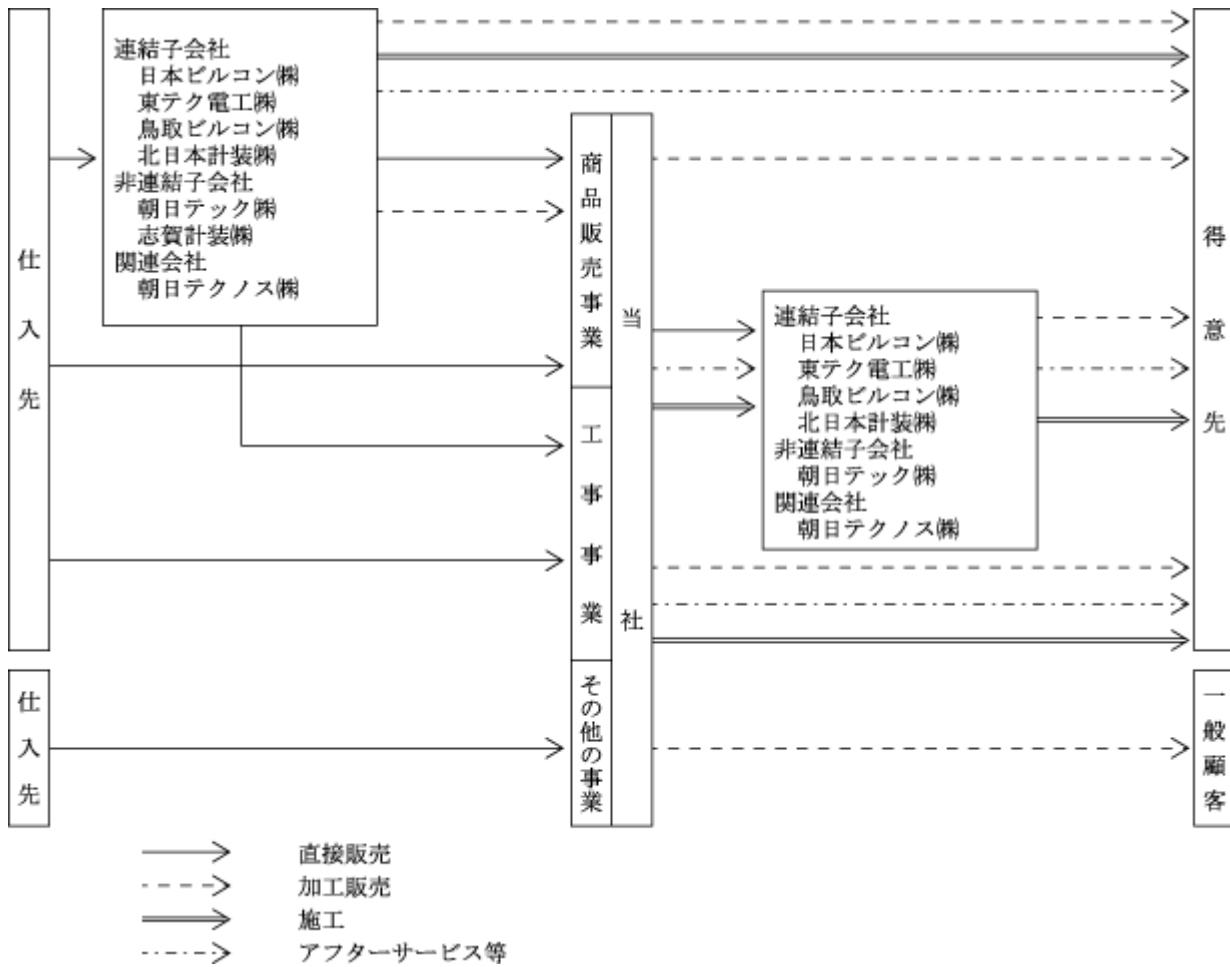 仕入先
連結子会社
日本ビルコン㈱
東テク電工㈱
鳥取ビルコン㈱
北日本計装㈱
非連結子会社
朝日テック㈱
志賀計装㈱
関連会社
朝日テクノス㈱
商品販売事業
工事事業
その他の事業
当社
連結子会社
日本ビルコン㈱
東テク電工㈱
鳥取ビルコン㈱
北日本計装㈱
非連結子会社
朝日テック㈱
関連会社
朝日テクノス㈱
得意先
仕入先
一般顧客
直接販売
加工販売
施工
アフターサービス等